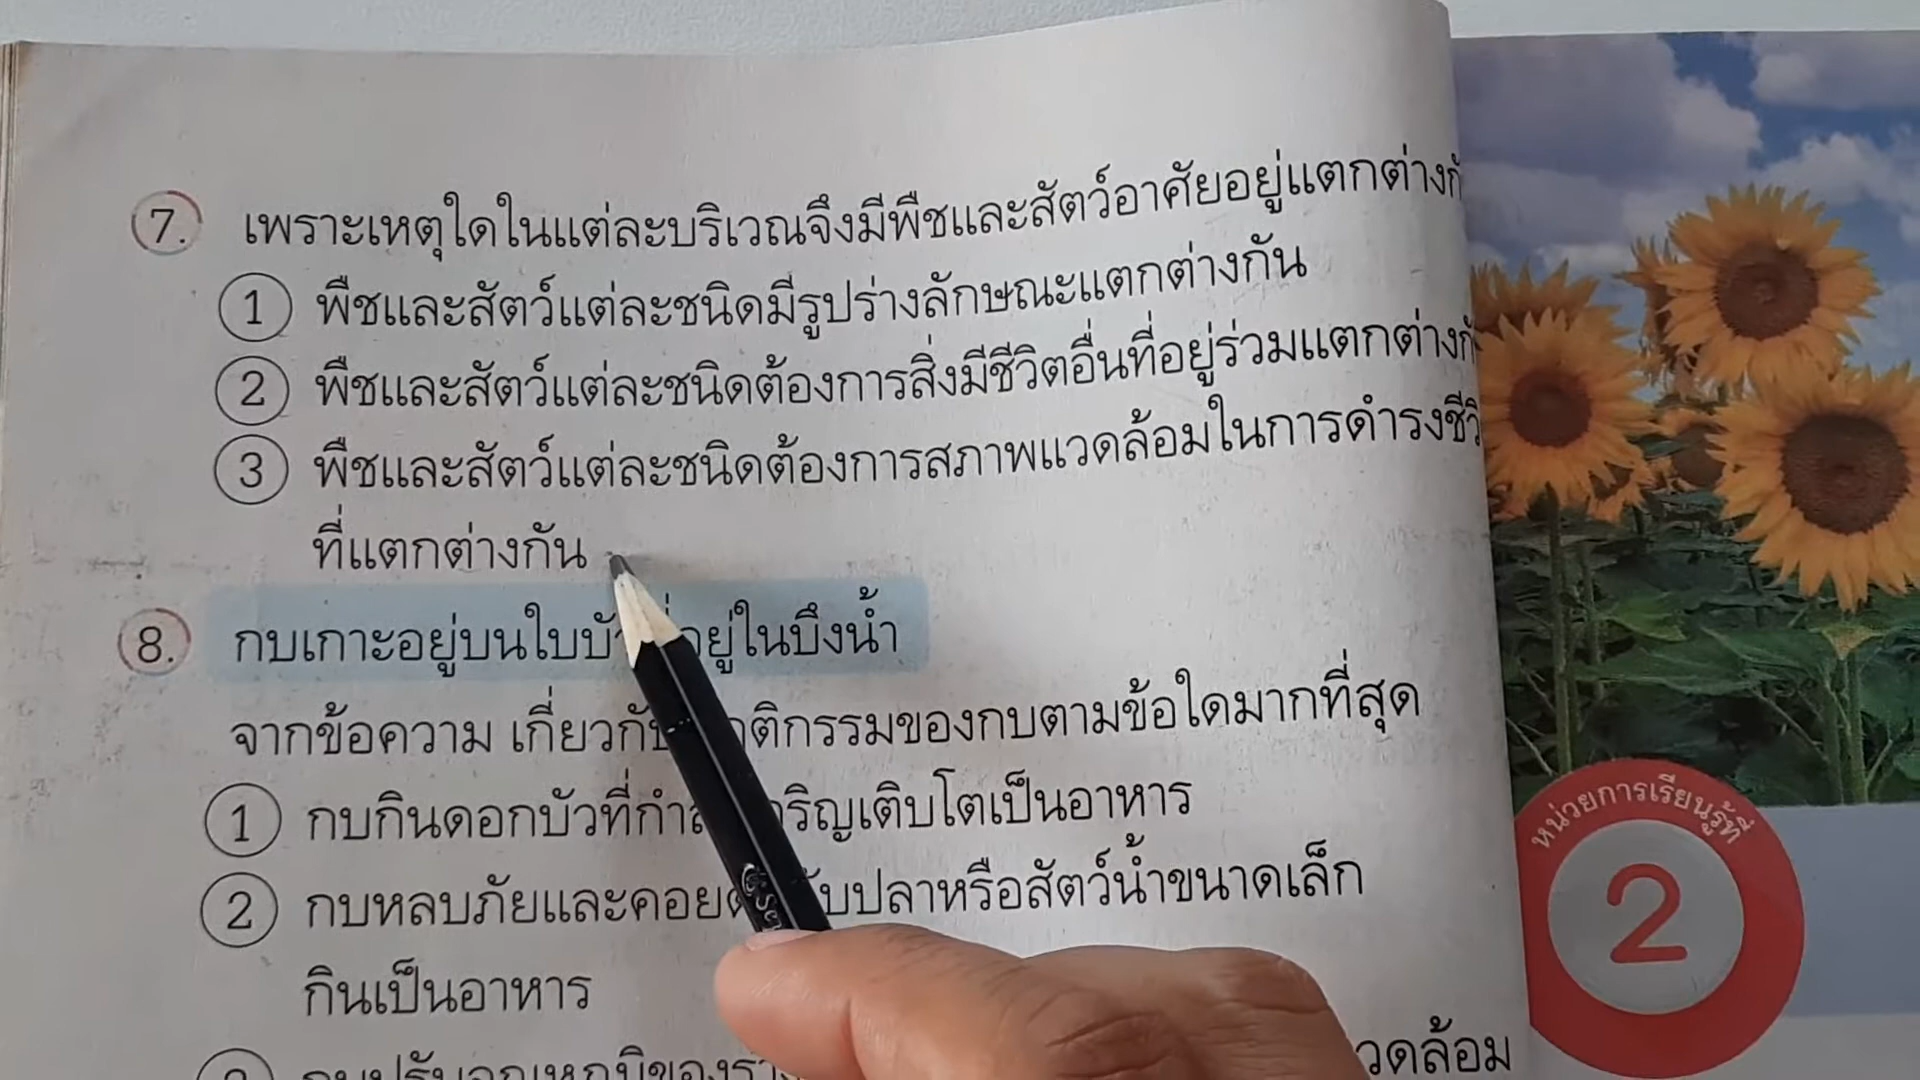 7. เพราะเหตุใดในแต่ละบริเวณจึงมีพืชและสัตว์อาศัยอยู่แตกต่าง
1 พืชและสัตว์แต่ละชนิดมีรูปร่างลักษณะแตกต่างกัน
2 พืชและสัตว์แต่ละชนิดต้องการสิ่งมีชีวิตอื่นที่อยู่ร่วมแตกต่าง
3 พืชและสัตว์แต่ละชนิดต้องการสภาพแวดล้อมในการดำรง
ที่แตกต่างกัน
8. กบเกาะอยู่บนใบ อยู่ในบึงน้ำ
จากข้อความ เกี่ยวกับ ของกบตามข้อใดมากที่สุด
1 กบกินดอกบัวที่ เติบโตเป็นอาหาร
2 กบหลบภัยและคอย ปลาหรือสัตว์น้ำขนาดเล็ก
กินเป็นอาหาร
วดล้อม
หน่วยการเรียนรู้ที่
2